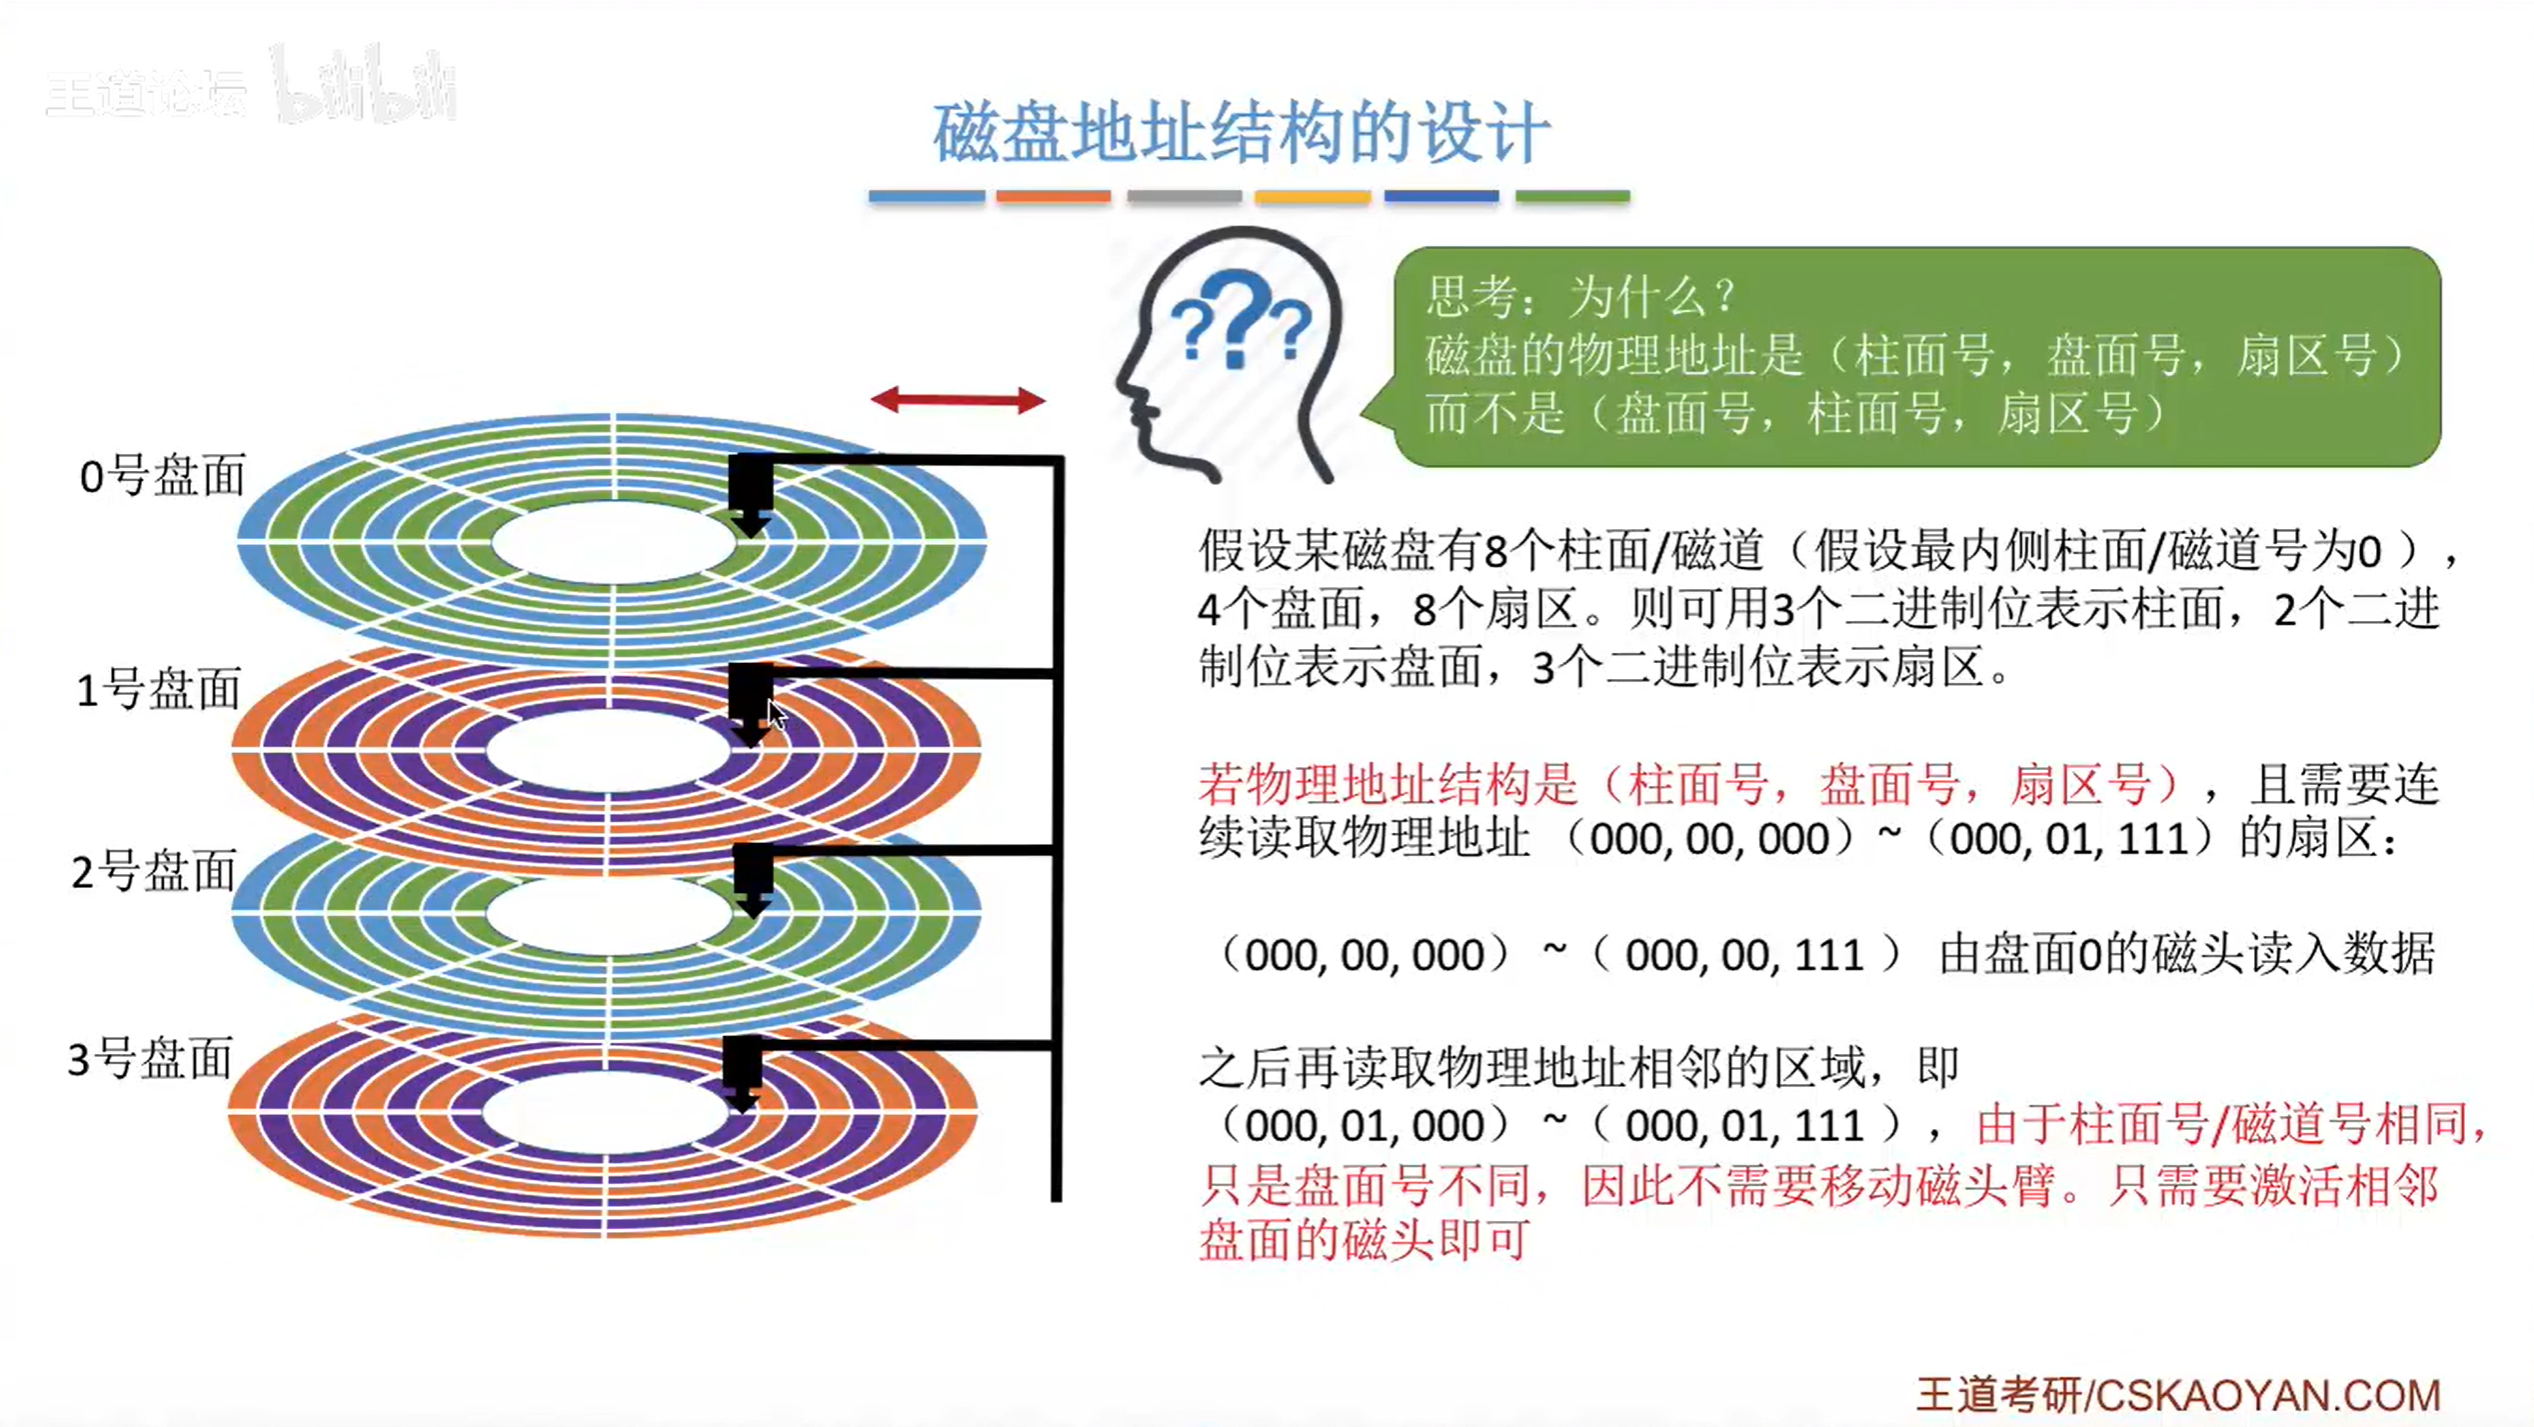 王道论坛 bilibili
磁盘地址结构的设计
???
思考：为什么？
磁盘的物理地址是（柱面号，盘面号，扇区号）
而不是（盘面号，柱面号，扇区号）
0号盘面
1号盘面
2号盘面
3号盘面
假设某磁盘有8个柱面/磁道（假设最内侧柱面/磁道号为0），
4个盘面，8个扇区。则可用3个二进制位表示柱面，2个二进
制位表示盘面，3个二进制位表示扇区。
若物理地址结构是（柱面号，盘面号，扇区号），且需要连
续读取物理地址（000, 00, 000）~（000, 01, 111）的扇区：
（000, 00, 000） ~（ 000, 00, 111 ） 由盘面0的磁头读入数据
之后再读取物理地址相邻的区域，即
（000, 01, 000） ~（ 000, 01, 111 ），由于柱面号/磁道号相同，
只是盘面号不同，因此不需要移动磁头臂。只需要激活相邻
盘面的磁头即可
王道考研/CSKAOYAN.COM